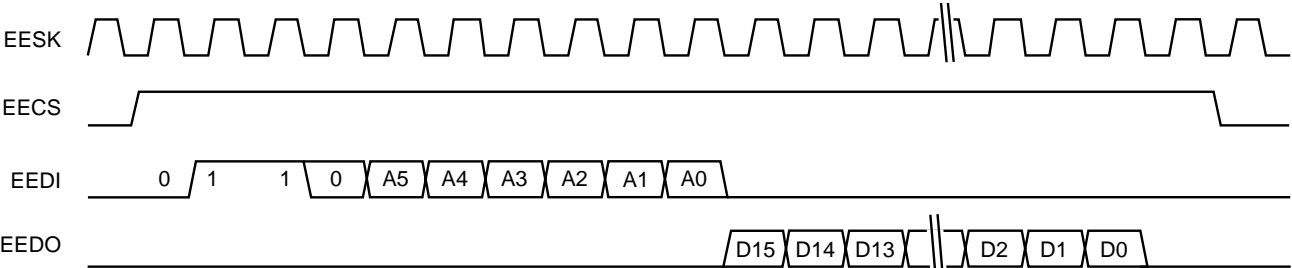 EESK
EECS
EEDI 0 1 1 0 A5 A4 A3 A2 A1 A0
EEDO D15 D14 D13 D2 D1 D0